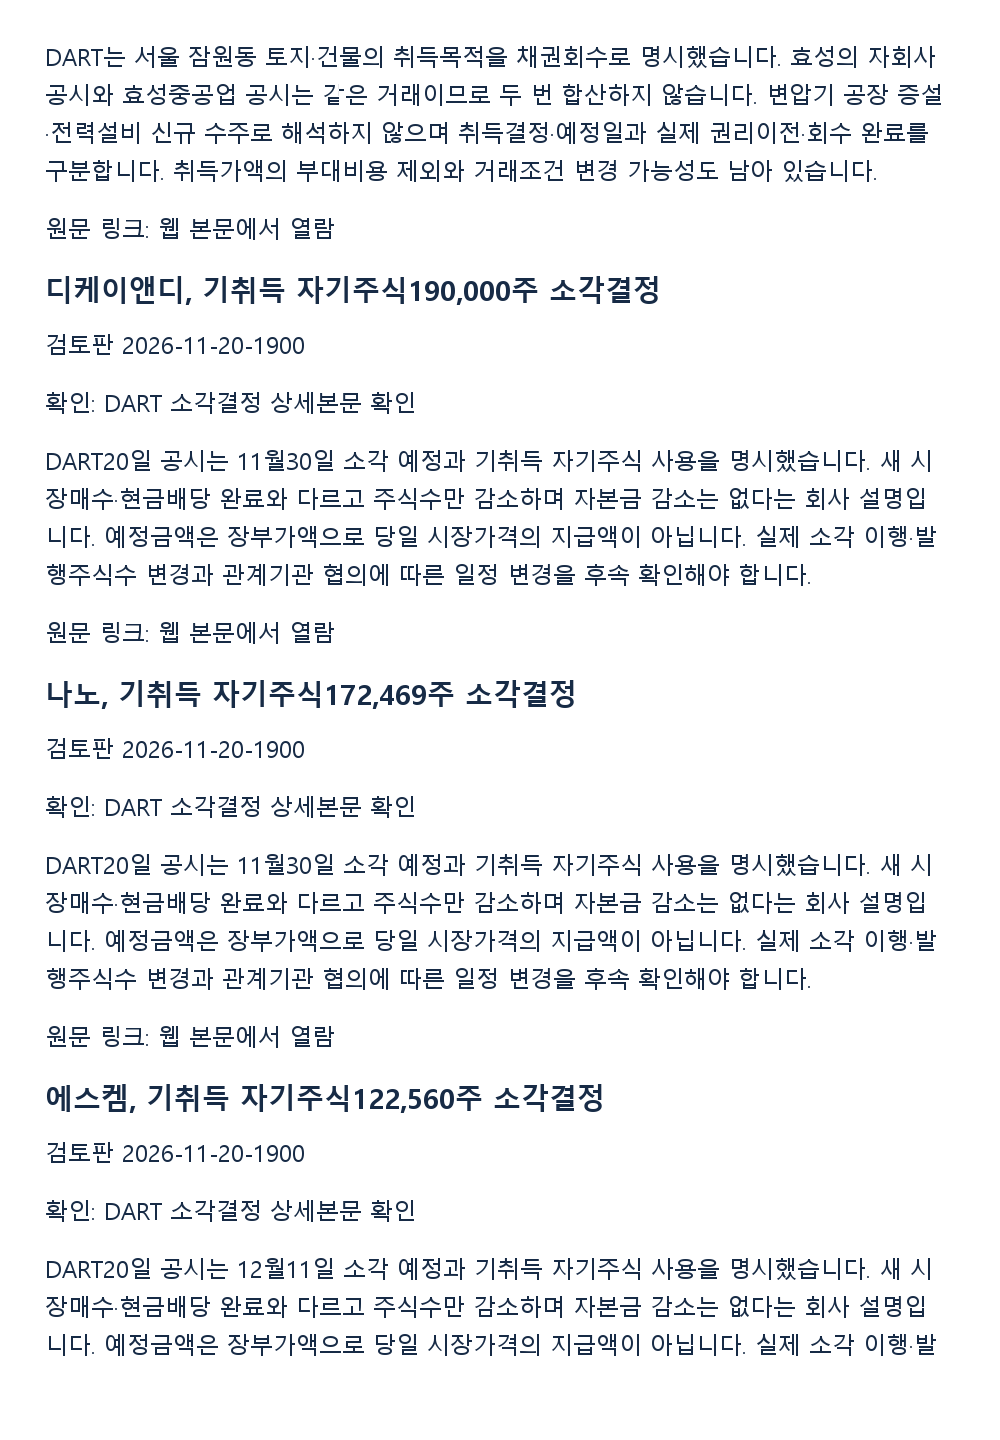 DART는 서울 잠원동 토지·건물의 취득목적을 채권회수로 명시했습니다. 효성의 자회사
공시와 효성중공업 공시는 같은 거래이므로 두 번 합산하지 않습니다. 변압기 공장 증설
·전력설비 신규 수주로 해석하지 않으며 취득결정·예정일과 실제 권리이전·회수 완료를
구분합니다. 취득가액의 부대비용 제외와 거래조건 변경 가능성도 남아 있습니다.
원문 링크: 웹 본문에서 열람
디케이앤디, 기취득 자기주식190,000주 소각결정
검토판 2026-11-20-1900
확인: DART 소각결정 상세본문 확인
DART20일 공시는 11월30일 소각 예정과 기취득 자기주식 사용을 명시했습니다. 새 시
장매수·현금배당 완료와 다르고 주식수만 감소하며 자본금 감소는 없다는 회사 설명입
니다. 예정금액은 장부가액으로 당일 시장가격의 지급액이 아닙니다. 실제 소각 이행·발
행주식수 변경과 관계기관 협의에 따른 일정 변경을 후속 확인해야 합니다.
원문 링크: 웹 본문에서 열람
나노, 기취득 자기주식172,469주 소각결정
검토판 2026-11-20-1900
확인: DART 소각결정 상세본문 확인
DART20일 공시는 11월30일 소각 예정과 기취득 자기주식 사용을 명시했습니다. 새 시
장매수·현금배당 완료와 다르고 주식수만 감소하며 자본금 감소는 없다는 회사 설명입
니다. 예정금액은 장부가액으로 당일 시장가격의 지급액이 아닙니다. 실제 소각 이행·발
행주식수 변경과 관계기관 협의에 따른 일정 변경을 후속 확인해야 합니다.
원문 링크: 웹 본문에서 열람
에스켐, 기취득 자기주식122,560주 소각결정
검토판 2026-11-20-1900
확인: DART 소각결정 상세본문 확인
DART20일 공시는 12월11일 소각 예정과 기취득 자기주식 사용을 명시했습니다. 새 시
장매수·현금배당 완료와 다르고 주식수만 감소하며 자본금 감소는 없다는 회사 설명입
니다. 예정금액은 장부가액으로 당일 시장가격의 지급액이 아닙니다. 실제 소각 이행·발